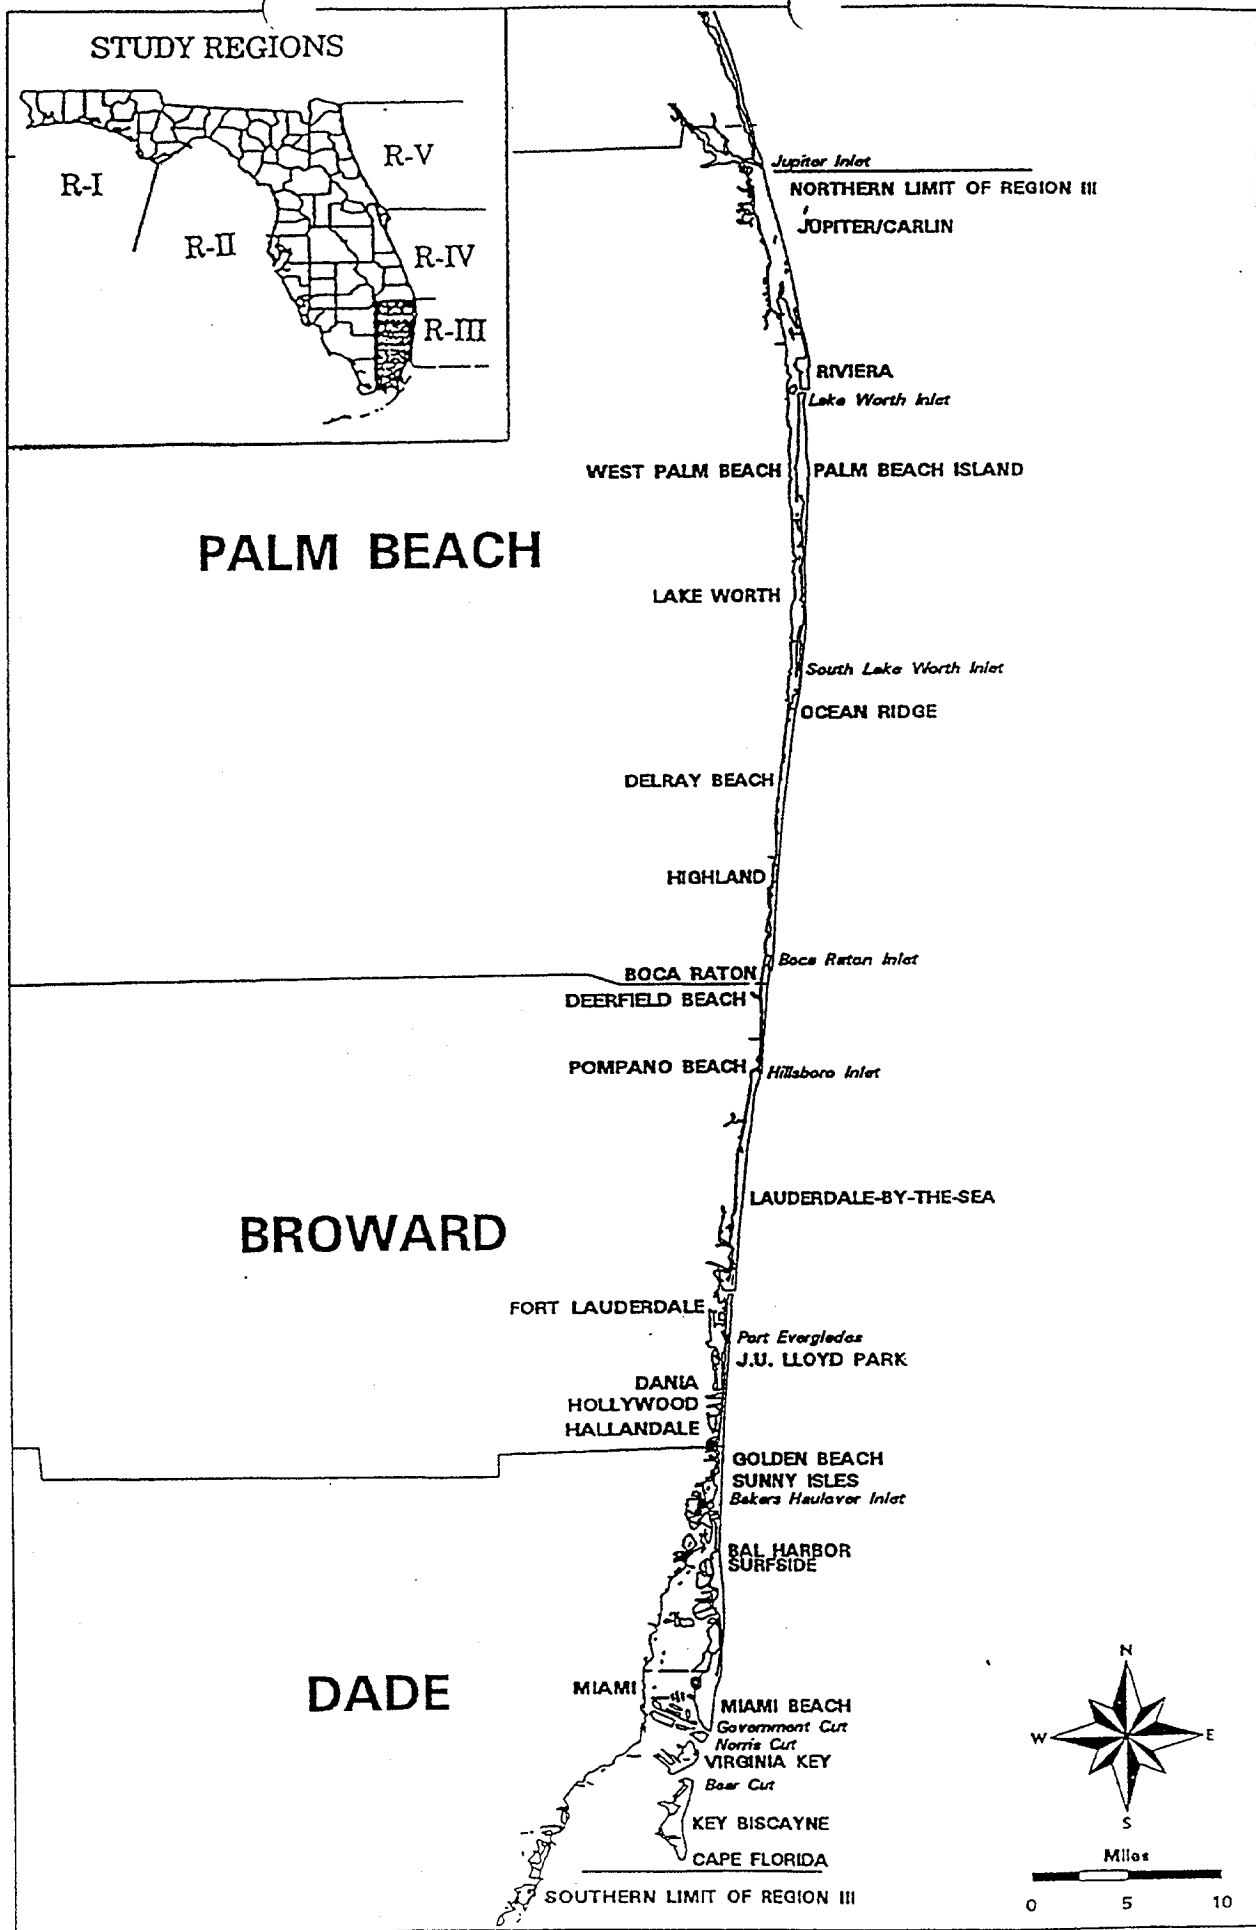 STUDY REGIONS
R-I
R-II
R-V
R-IV
R-III
Jupiter Inlet
NORTHERN LIMIT OF REGION III
JUPITER/CARLIN
RIVIERA
Lake Worth Inlet
WEST PALM BEACH
PALM BEACH ISLAND
PALM BEACH
LAKE WORTH
South Lake Worth Inlet
OCEAN RIDGE
DELRAY BEACH
HIGHLAND
Boca Raton Inlet
BOCA RATON
DEERFIELD BEACH
POMPANO BEACH
Hillsboro Inlet
LAUDERDALE-BY-THE-SEA
BROWARD
FORT LAUDERDALE
Port Everglades
J.U. LLOYD PARK
DANIA
HOLLYWOOD
HALLANDALE
GOLDEN BEACH
SUNNY ISLES
Bakers Haulover Inlet
BAL HARBOR
SURFSIDE
DADE
MIAMI
MIAMI BEACH
Government Cut
Norris Cut
VIRGINIA KEY
Bear Cut
KEY BISCAYNE
CAPE FLORIDA
SOUTHERN LIMIT OF REGION III
N
W
E
S
Miles
0 5 10